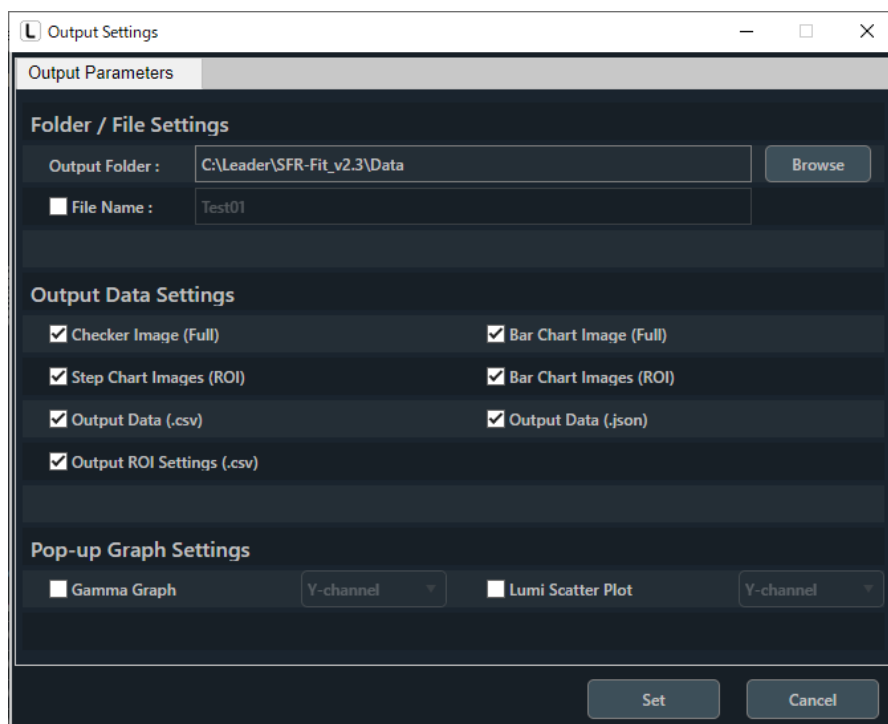 L Output Settings
Output Parameters
Folder / File Settings
Output Folder : C:\Leader\SFR-Fit_v2.3\Data Browse
File Name : Test01
Output Data Settings
Checker Image (Full) Bar Chart Image (Full)
Step Chart Images (ROI) Bar Chart Images (ROI)
Output Data (.csv) Output Data (.json)
Output ROI Settings (.csv)
Pop-up Graph Settings
Gamma Graph Y-channel Lumi Scatter Plot Y-channel
Set Cancel